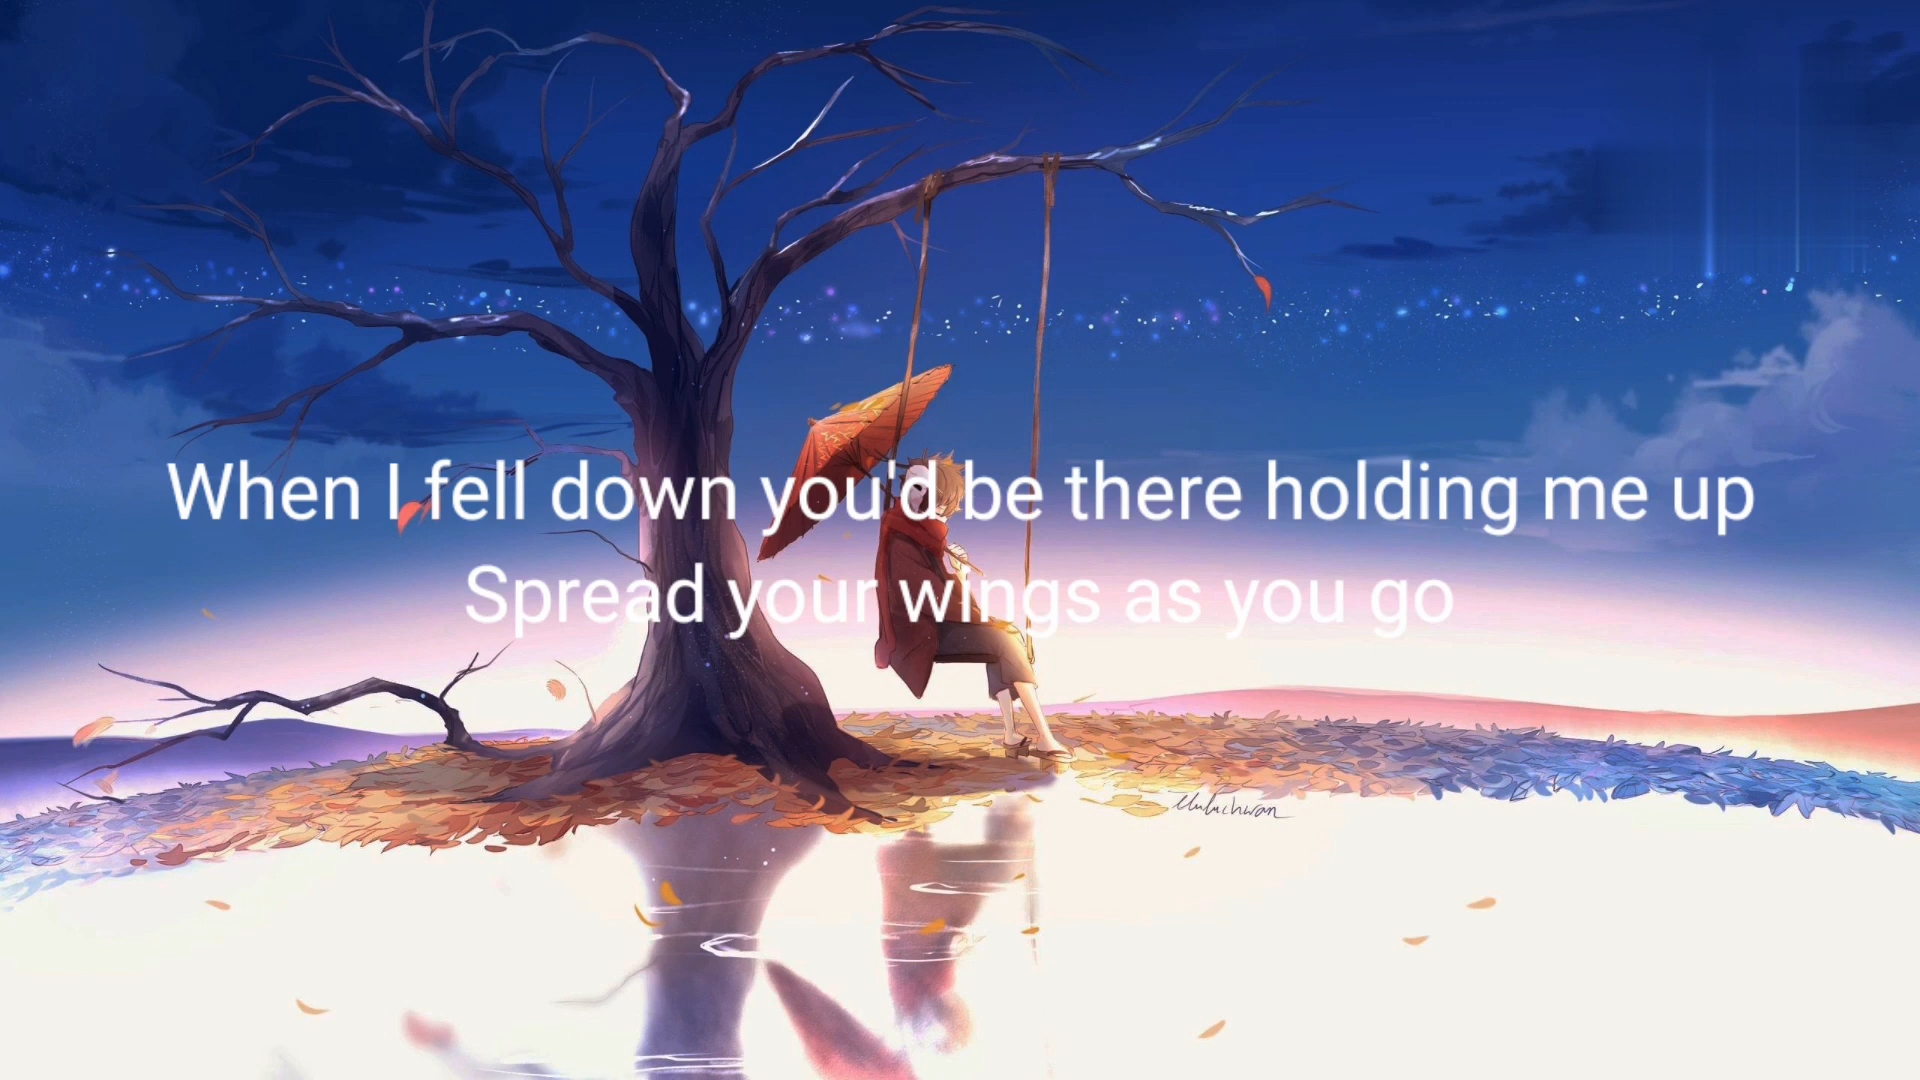 When I fell down you'd be there holding me up
Spread your wings as you go